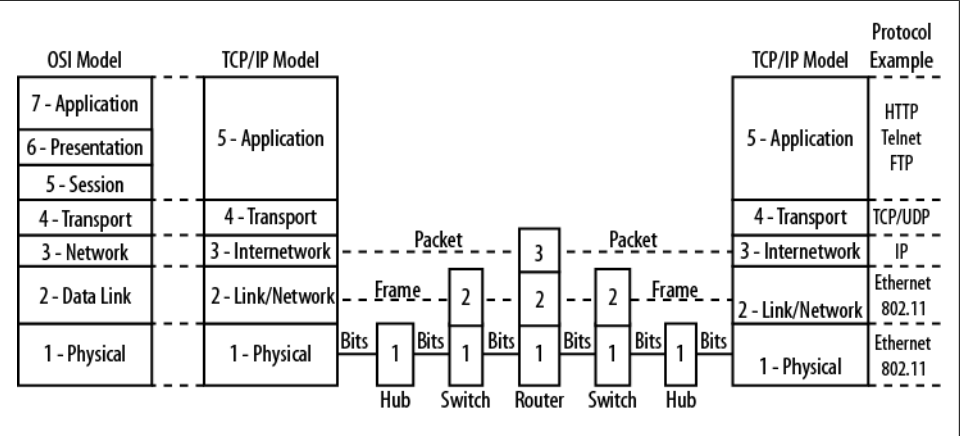 OSI Model
TCP/IP Model
TCP/IP Model
Protocol
Example
7 - Application
6 - Presentation
5 - Session
4 - Transport
3 - Network
2 - Data Link
1 - Physical
5 - Application
4 - Transport
3 - Internetwork
2 - Link/Network
1 - Physical
Packet
Packet
Frame
Frame
Bits
Bits
Bits
Bits
Bits
Bits
1
2
1
3
2
1
2
1
1
Hub
Switch
Router
Switch
Hub
5 - Application
4 - Transport
3 - Internetwork
2 - Link/Network
1 - Physical
HTTP
Telnet
FTP
TCP/UDP
IP
Ethernet
802.11
Ethernet
802.11